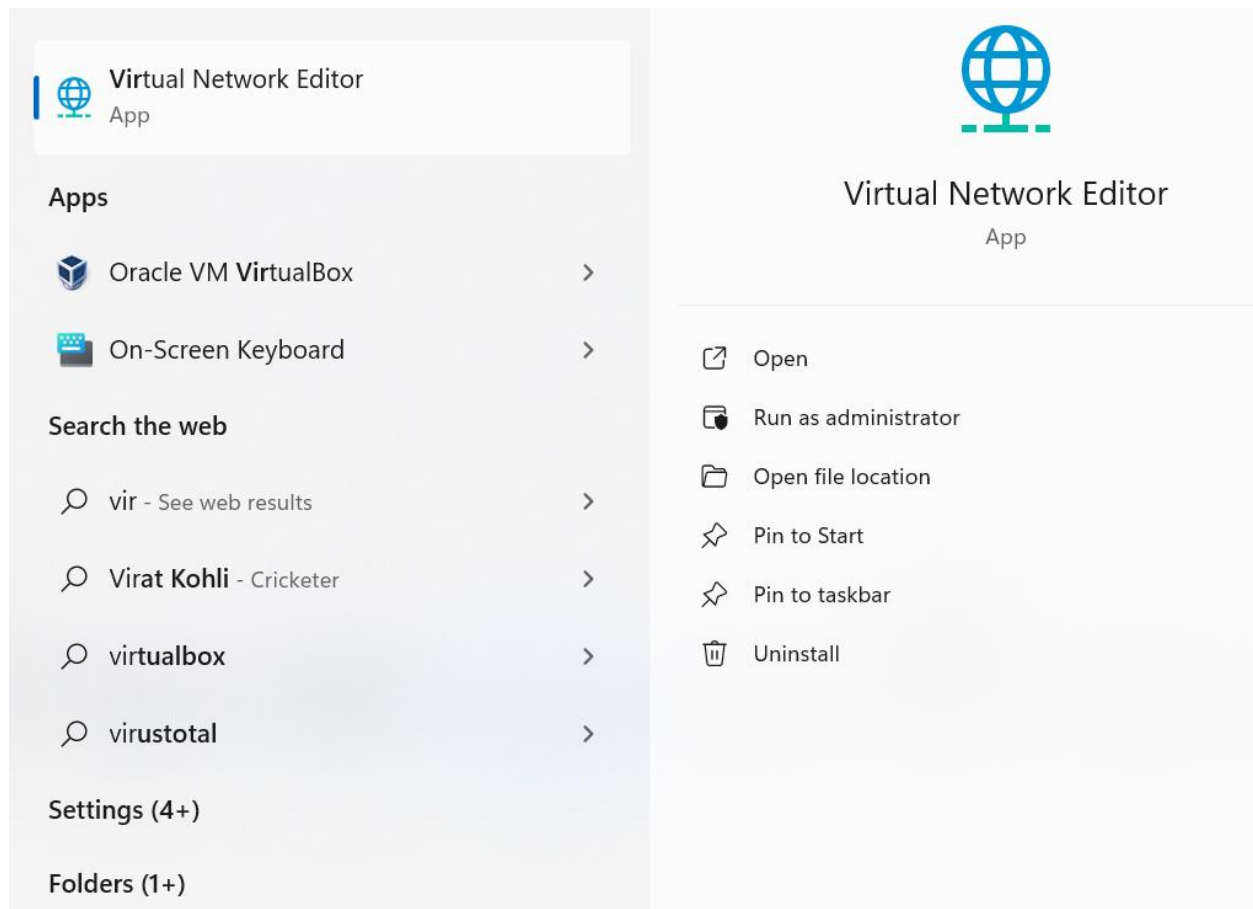 Virtual Network Editor
App
Apps
Oracle VM VirtualBox
On-Screen Keyboard
Search the web
vir - See web results
Virat Kohli - Cricketer
virtualbox
virustotal
Settings (4+)
Folders (1+)
Virtual Network Editor
App
Open
Run as administrator
Open file location
Pin to Start
Pin to taskbar
Uninstall